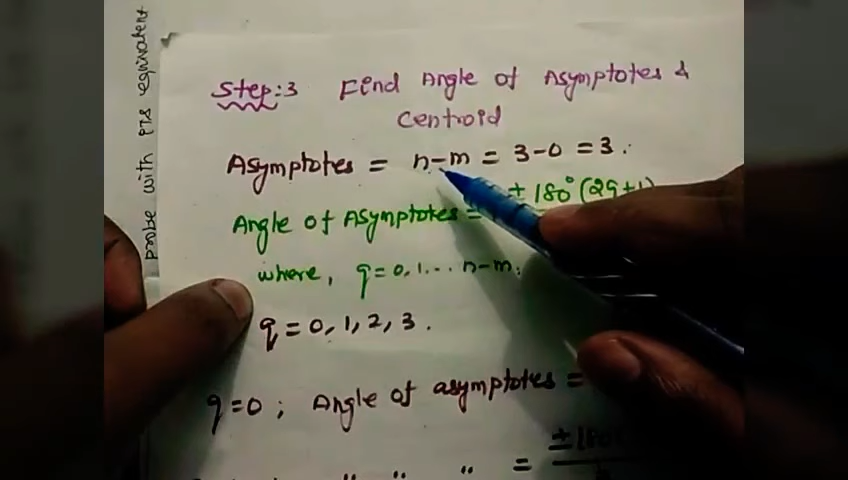 Step:3 Find Angle of Asymptotes &
Centroid
Asymptotes = n-m = 3-0 = 3.
Angle of Asymptotes = ± 180° (2q+1)
where, q = 0, 1... n-m.
q = 0, 1, 2, 3.
q=0 ; Angle of asymptotes =
" " " = ±180
probe with its equivalent